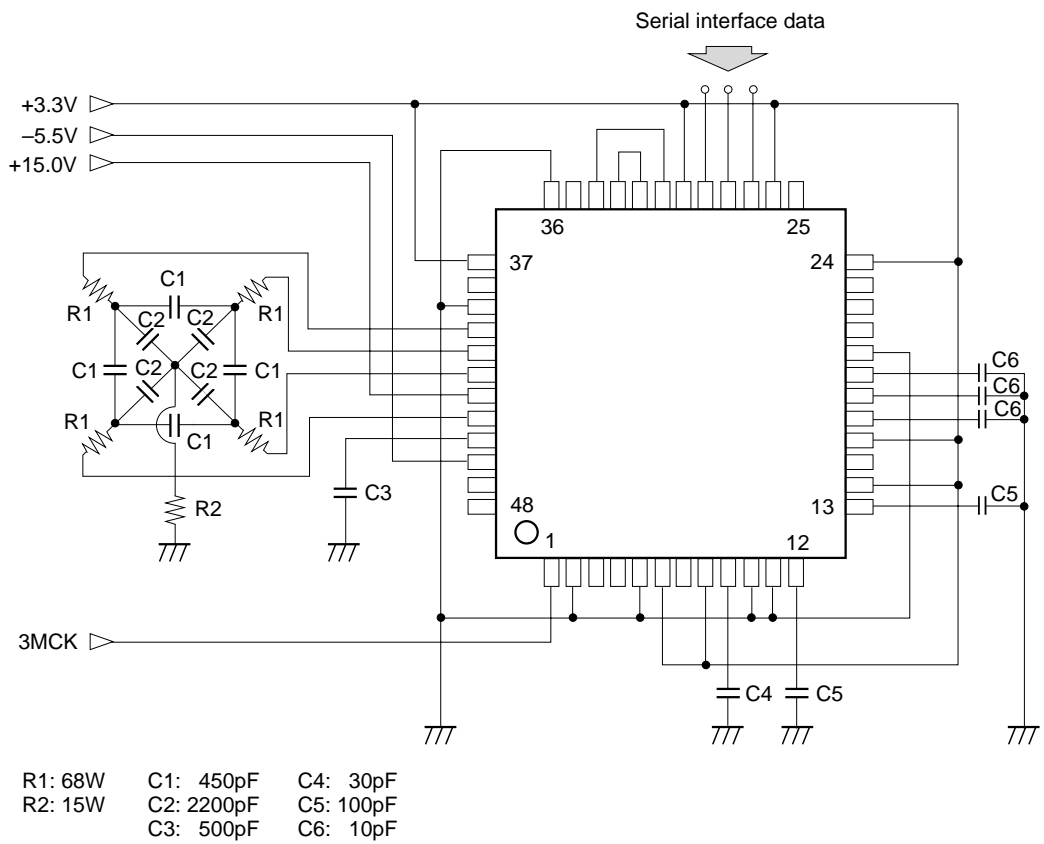 Serial interface data
+3.3V
–5.5V
+15.0V
36
25
37
24
C1
R1
R1
C2
C2
C1
C2
C2
C1
R1
R1
C1
C6
C6
C6
C3
R2
48
13
C5
1
12
3MCK
C4
C5
R1: 68W C1: 450pF C4: 30pF
R2: 15W C2: 2200pF C5: 100pF
C3: 500pF C6: 10pF